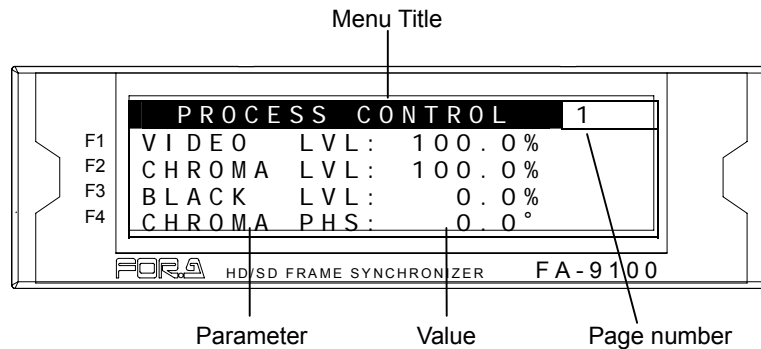 Menu Title
PROCESS CONTROL 1
F1 VIDEO LVL: 100.0%
F2 CHROMA LVL: 100.0%
F3 BLACK LVL: 0.0%
F4 CHROMA PHS: 0.0°
FOR.A HD/SD FRAME SYNCHRONIZER FA-9100
Parameter Value Page number